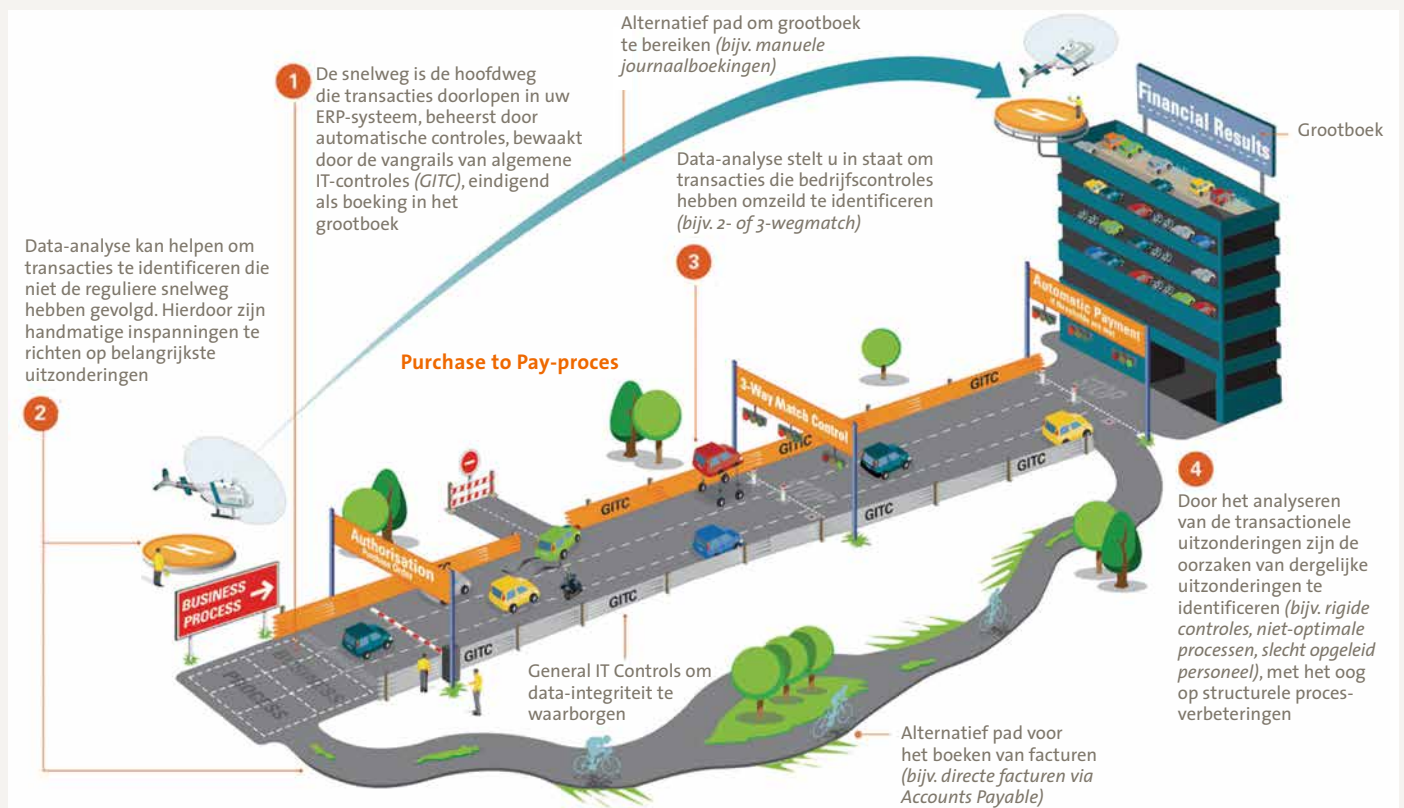 Alternatief pad om grootboek
te bereiken (bijv. manuele
journaalboekingen)
1
De snelweg is de hoofdweg
die transacties doorlopen in uw
ERP-systeem, beheerst door
automatische controles, bewaakt
door de vangrails van algemene
IT-controles (GITC), eindigend
als boeking in het
grootboek
Financial Results
Grootboek
Data-analyse stelt u in staat om
transacties die bedrijfscontroles
hebben omzeild te identificeren
(bijv. 2- of 3-wegmatch)
3
Data-analyse kan helpen om
transacties te identificeren die
niet de reguliere snelweg
hebben gevolgd. Hierdoor zijn
handmatige inspanningen te
richten op belangrijkste
uitzonderingen
2
Purchase to Pay-proces
H
H
Automatic Payment
3-Way Match Control
Authorisation
Purchase Order
GITC
GITC
GITC
GITC
GITC
GITC
GITC
GITC
STOP
STOP
BUSINESS
PROCESS
BUSINESS
PROCESS
4
Door het analyseren
van de transactionele
uitzonderingen zijn de
oorzaken van dergelijke
uitzonderingen te
identificeren (bijv. rigide
controles, niet-optimale
processen, slecht opgeleid
personeel), met het oog
op structurele proces-
verbeteringen
General IT Controls om
data-integriteit te
waarborgen
Alternatief pad voor
het boeken van facturen
(bijv. directe facturen via
Accounts Payable)